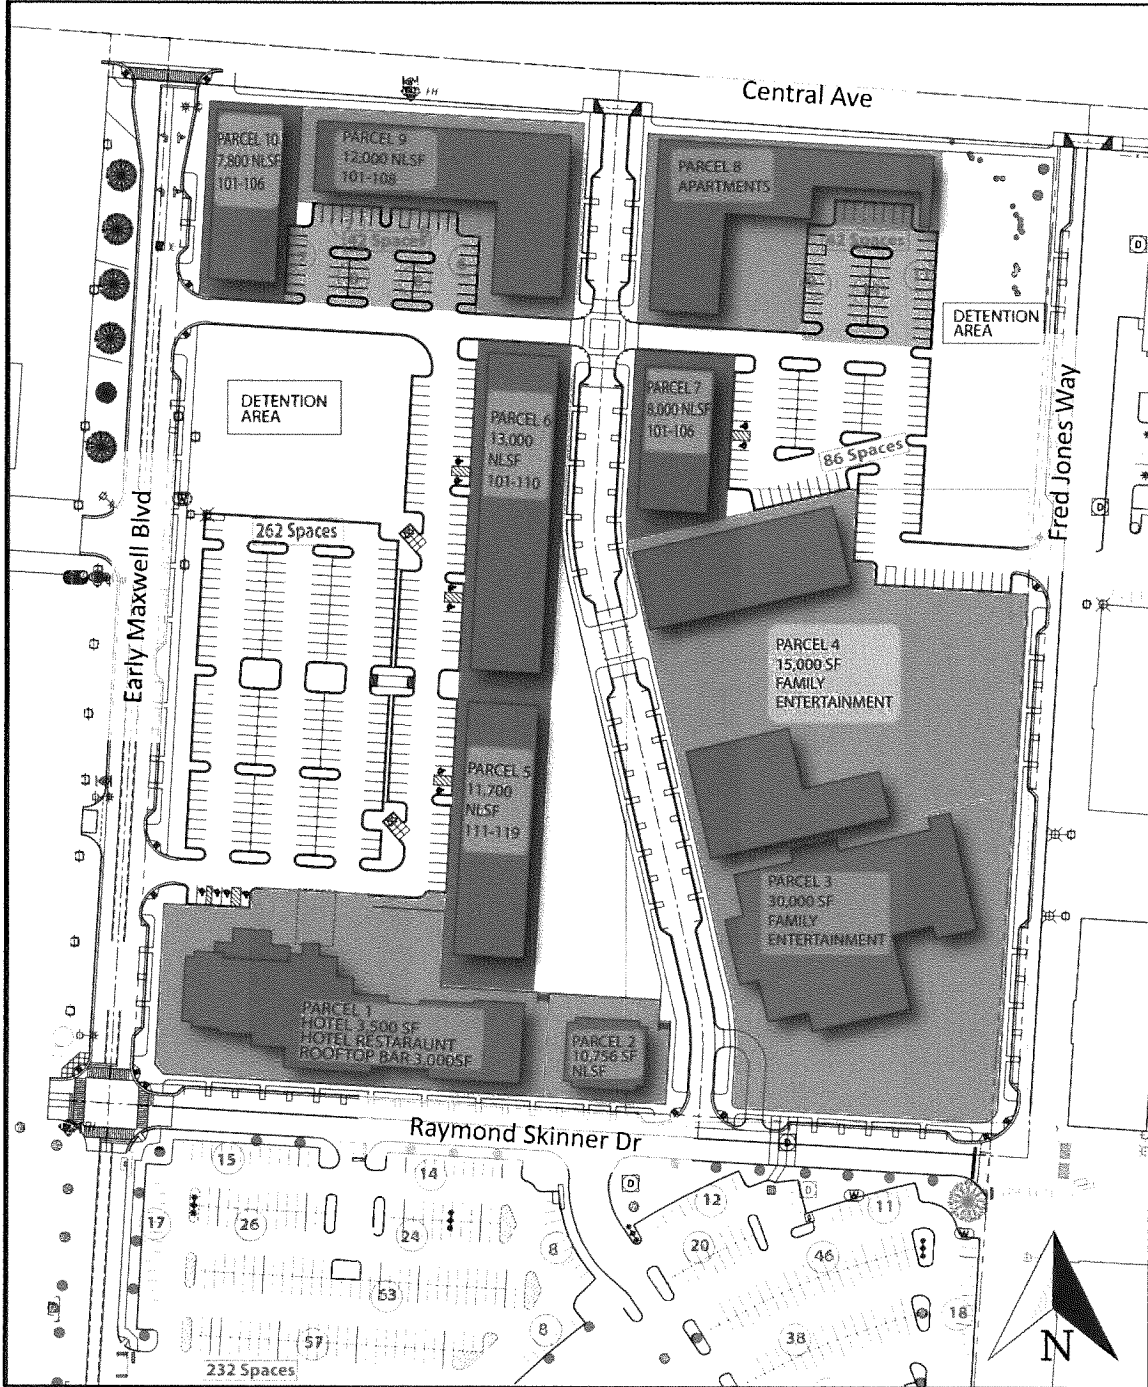 Central Ave
PARCEL 10
7,800 NLSF
101-106
PARCEL 9
12,000 NLSF
101-108
PARCEL 8
APARTMENTS
42 Spaces
DETENTION
AREA
DETENTION
AREA
PARCEL 6
13,000
NLSF
101-110
PARCEL 7
8,000 NLSF
101-106
86 Spaces
Fred Jones Way
Early Maxwell Blvd
262 Spaces
PARCEL 4
15,000 SF
FAMILY
ENTERTAINMENT
PARCEL 5
11,700
NLSF
111-119
PARCEL 3
30,000 SF
FAMILY
ENTERTAINMENT
PARCEL 1
HOTEL 3,500 SF
HOTEL RESTARAUNT
ROOFTOP BAR 3,000SF
PARCEL 2
10,756 SF
NLSF
Raymond Skinner Dr
15
14
12
11
17
26
24
8
20
46
63
18
57
8
38
232 Spaces
D
D
D
D
W
W
W
N